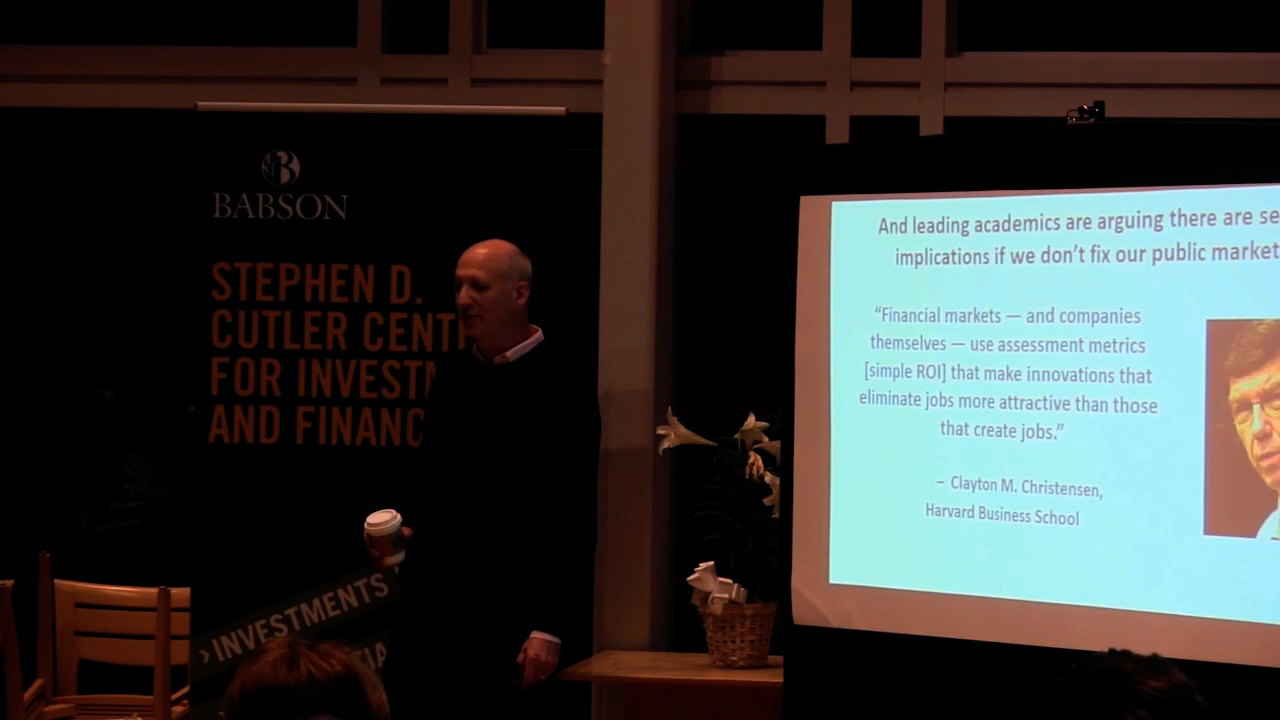 BABSON
STEPHEN D.
CUTLER CENT
FOR INVEST
AND FINANC
›INVESTMENTS
And leading academics are arguing there are se
implications if we don't fix our public market
“Financial markets — and companies
themselves — use assessment metrics
[simple ROI] that make innovations that
eliminate jobs more attractive than those
that create jobs.”
– Clayton M. Christensen,
Harvard Business School